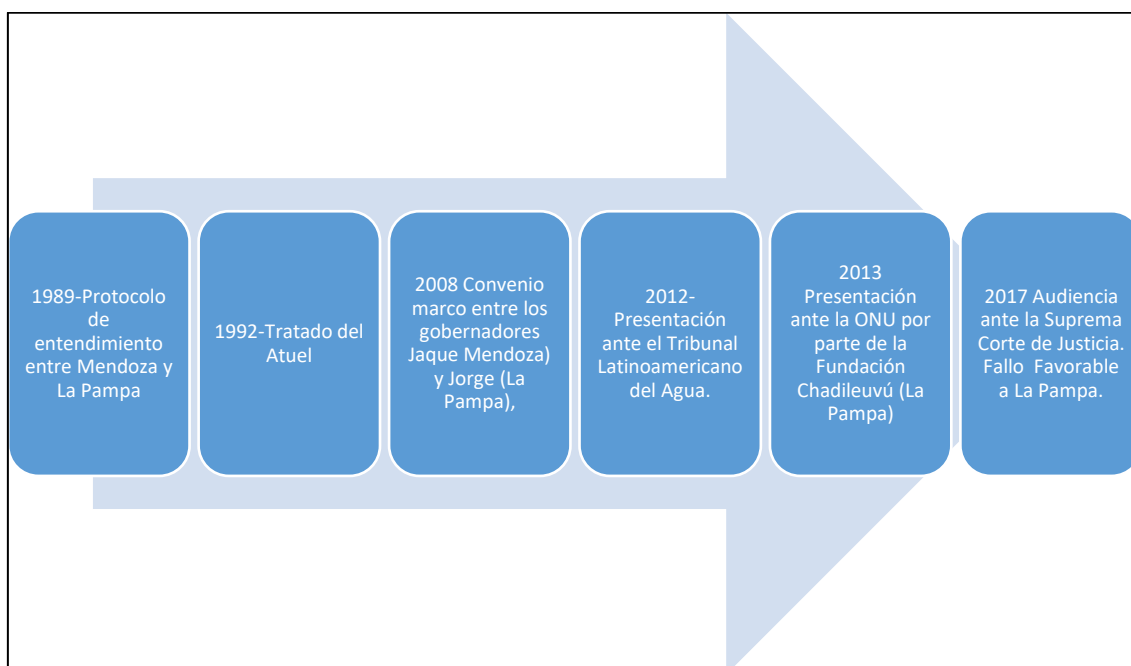 1989-Protocolo
de
entendimiento
entre Mendoza y
La Pampa
1992-Tratado del
Atuel
2008 Convenio
marco entre los
gobernadores
Jaque Mendoza)
y Jorge (La
Pampa),
2012-
Presentación
ante el Tribunal
Latinoamericano
del Agua.
2013
Presentación
ante la ONU por
parte de la
Fundación
Chadileuvú (La
Pampa)
2017 Audiencia
ante la Suprema
Corte de Justicia.
Fallo Favorable
a La Pampa.